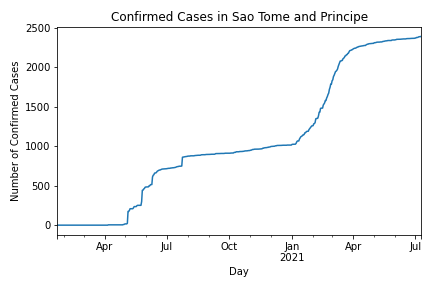 Confirmed Cases in Sao Tome and Principe
Number of Confirmed Cases
2500
2000
1500
1000
500
0
Apr Jul Oct Jan Apr Jul
2021
Day